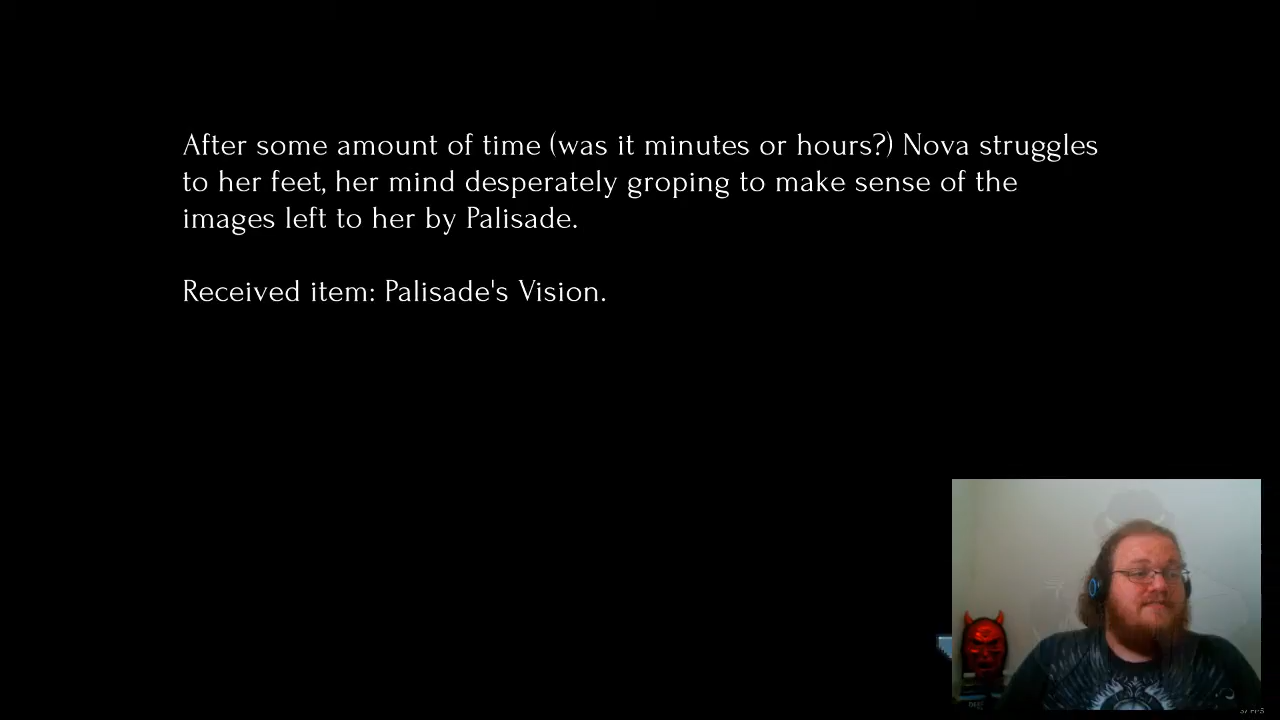 After some amount of time (was it minutes or hours?) Nova struggles
to her feet, her mind desperately groping to make sense of the
images left to her by Palisade.
Received item: Palisade's Vision.